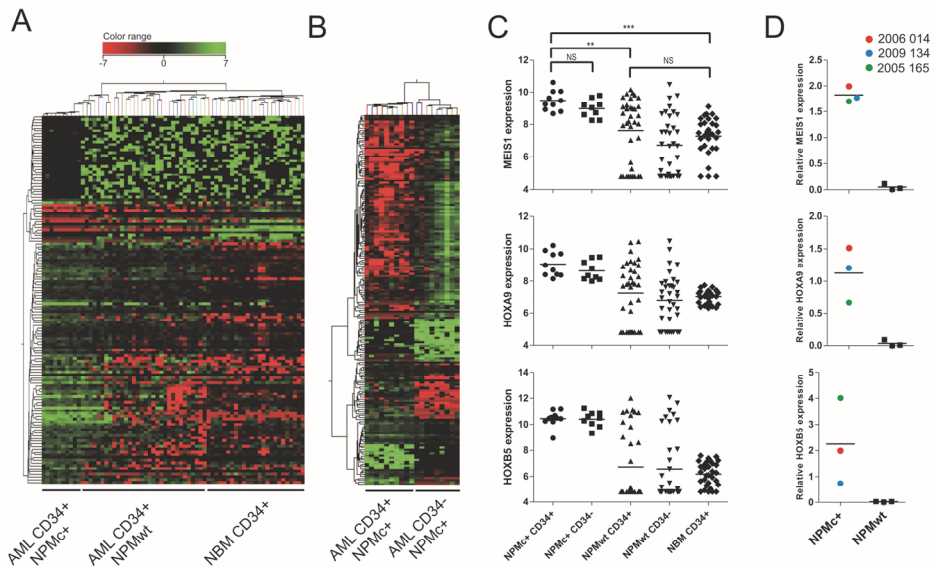 A
Color range
-7
0
7
AML CD34+
NPMc+
AML CD34+
NPMwt
NBM CD34+
B
AML CD34+
NPMc+
AML CD34-
NPMc+
C
***
**
NS
NS
MEIS1 expression
12
10
8
6
4
HOXA9 expression
12
10
8
6
4
HOXB5 expression
14
12
10
8
6
4
NPMc+ CD34+
NPMc+ CD34-
NPMwt CD34+
NPMwt CD34-
NBM CD34+
D
2006 014
2009 134
2005 165
Relative MEIS1 expression
2.5
2.0
1.5
1.0
0.5
0.0
Relative HOXA9 expression
2.0
1.5
1.0
0.5
0.0
Relative HOXB5 expression
5
4
3
2
1
0
NPMc+
NPMwt